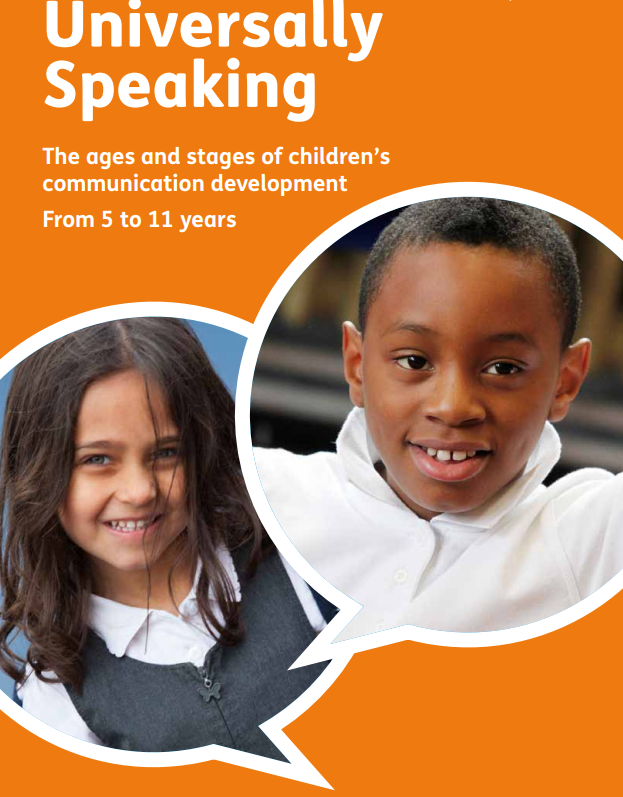 Universally
Speaking
The ages and stages of children’s
communication development
From 5 to 11 years